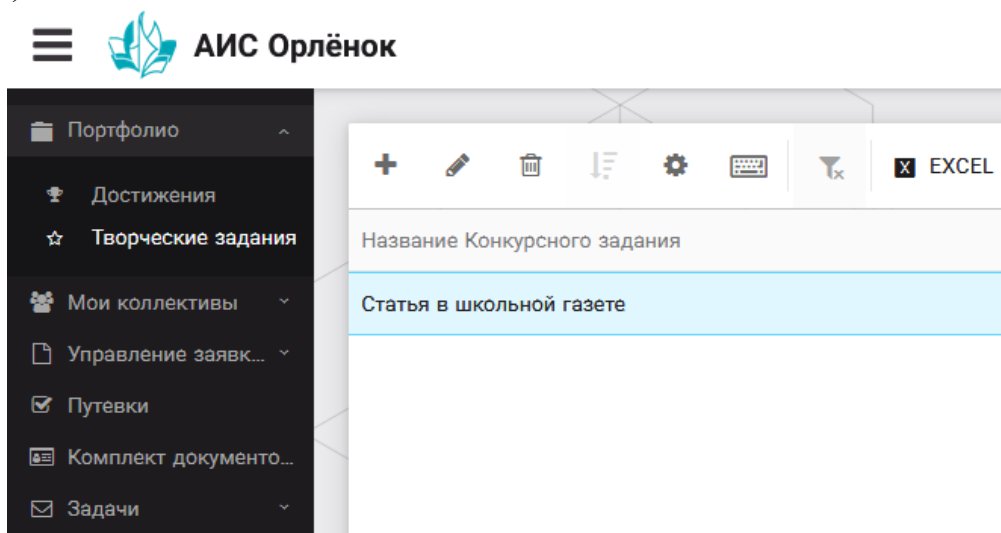 АИС Орлёнок
Портфолио
Достижения
Творческие задания
Мои коллективы
Управление заявк...
Путевки
Комплект документо...
Задачи
X EXCEL
Название Конкурсного задания
Статья в школьной газете